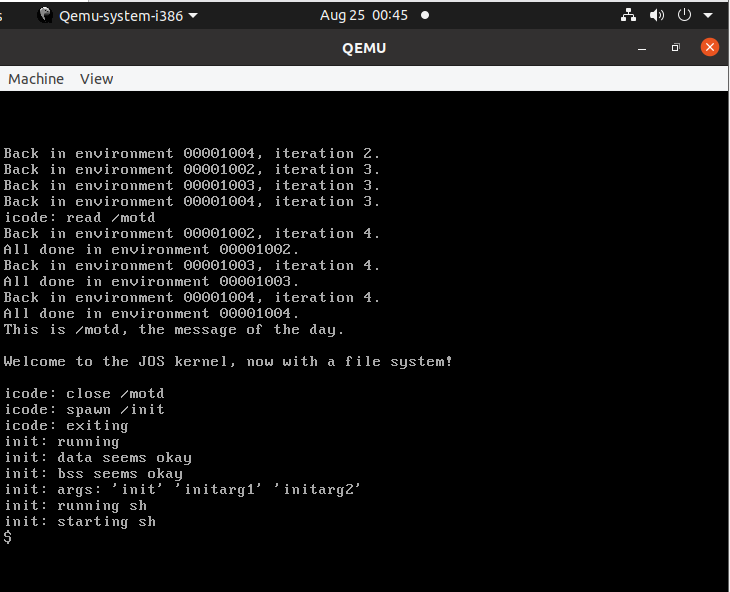 s
Qemu-system-i386
Aug 25 00:45
QEMU
Machine View
Back in environment 00001004, iteration 2.
Back in environment 00001002, iteration 3.
Back in environment 00001003, iteration 3.
Back in environment 00001004, iteration 3.
icode: read /motd
Back in environment 00001002, iteration 4.
All done in environment 00001002.
Back in environment 00001003, iteration 4.
All done in environment 00001003.
Back in environment 00001004, iteration 4.
All done in environment 00001004.
This is /motd, the message of the day.
Welcome to the JOS kernel, now with a file system!
icode: close /motd
icode: spawn /init
icode: exiting
init: running
init: data seems okay
init: bss seems okay
init: args: 'init' 'initarg1' 'initarg2'
init: running sh
init: starting sh
$